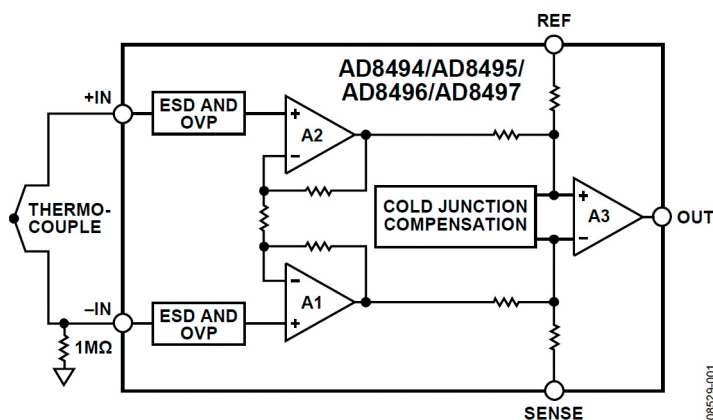 REF
AD8494/AD8495/
AD8496/AD8497
+IN
ESD AND
OVP
+
A2
–
THERMO-
COUPLE
COLD JUNCTION
COMPENSATION
+
A3
–
OUT
–
A1
+
–IN
ESD AND
OVP
1MΩ
SENSE
08529-001